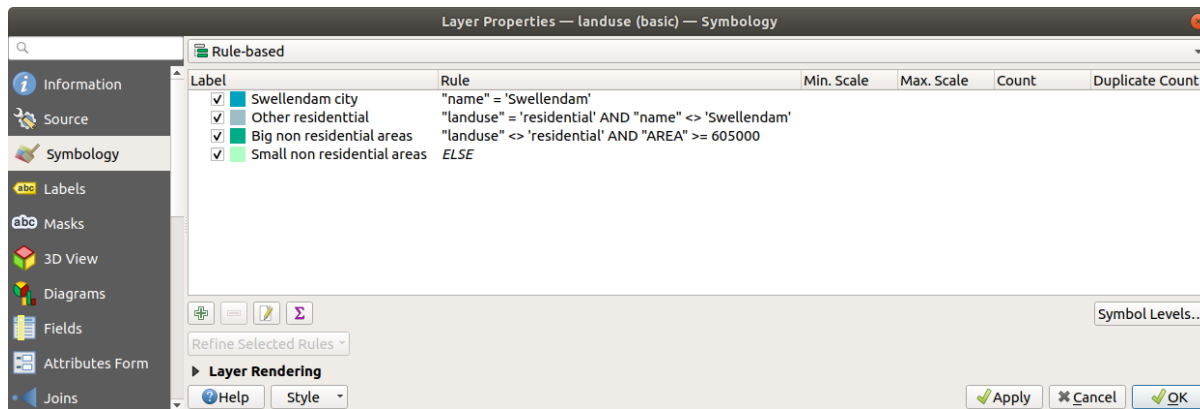 Layer Properties — landuse (basic) — Symbology
Rule-based
Information
Source
Symbology
Labels
Masks
3D View
Diagrams
Fields
Attributes Form
Joins
Label Rule Min. Scale Max. Scale Count Duplicate Count
Swellendam city "name" = 'Swellendam'
Other residenttial "landuse" = 'residential' AND "name" <> 'Swellendam'
Big non residential areas "landuse" <> 'residential' AND "AREA" >= 605000
Small non residential areas ELSE
Symbol Levels...
Refine Selected Rules
Layer Rendering
Help Style Apply Cancel OK
abc
abc